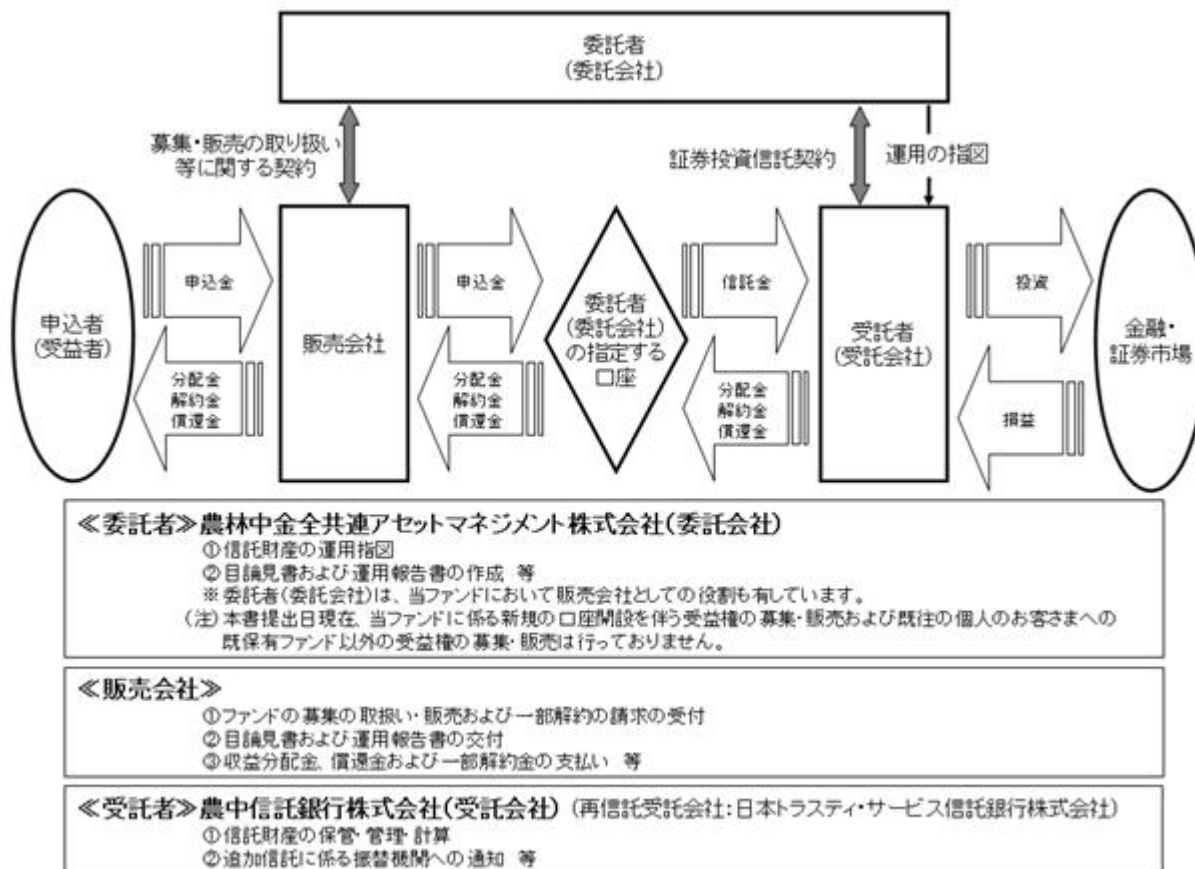 委託者
(委託会社)
募集・販売の取り扱い
等に関する契約
証券投資信託契約
運用の指図
申込者
(受益者)
申込金
分配金
解約金
償還金
販売会社
申込金
分配金
解約金
償還金
委託者
(委託会社)
の指定する
口座
信託金
分配金
解約金
償還金
受託者
(受託会社)
投資
損益
金融・
証券市場
≪委託者≫農林中金全共連アセットマネジメント株式会社(委託会社)
①信託財産の運用指図
②目論見書および運用報告書の作成 等
※委託者(委託会社)は、当ファンドにおいて販売会社としての役割も有しています。
(注)本書提出日現在、当ファンドに係る新規の口座開設を伴う受益権の募集・販売および既往の個人のお客さまへの
既保有ファンド以外の受益権の募集・販売は行っておりません。
≪販売会社≫
①ファンドの募集の取扱い・販売および一部解約の請求の受付
②目論見書および運用報告書の交付
③収益分配金、償還金および一部解約金の支払い 等
≪受託者≫農中信託銀行株式会社(受託会社) (再信託受託会社:日本トラスティ・サービス信託銀行株式会社)
①信託財産の保管・管理・計算
②追加信託に係る振替機関への通知 等